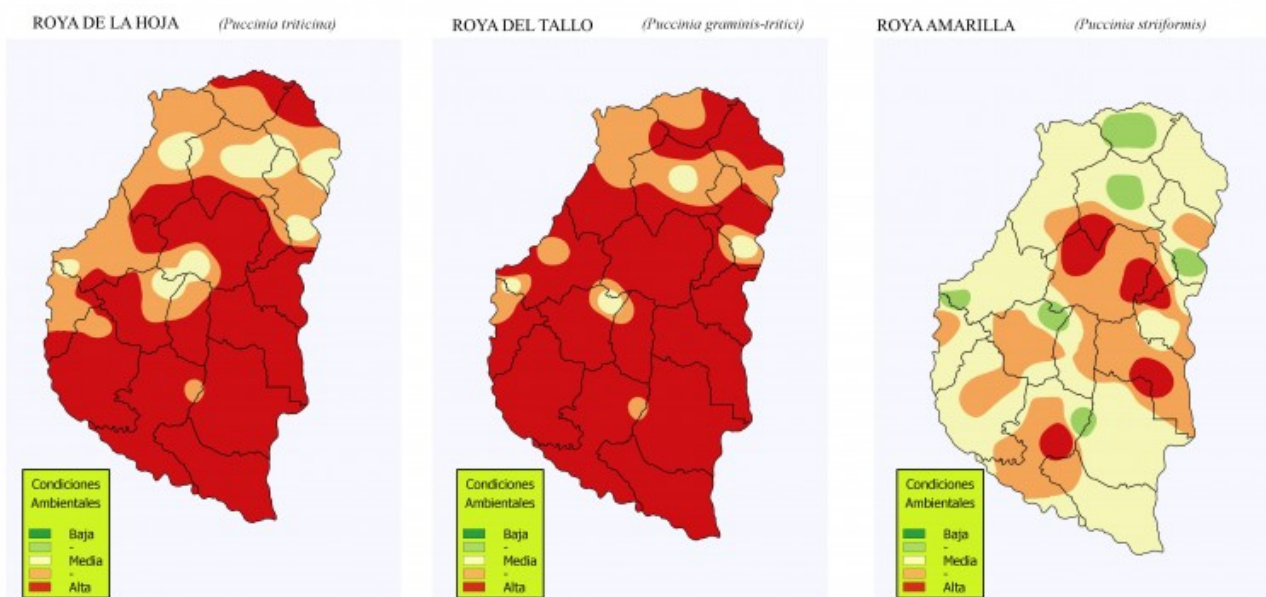 ROYA DE LA HOJA (Puccinia triticina)
ROYA DEL TALLO (Puccinia graminis-tritici)
ROYA AMARILLA (Puccinia striiformis)
Condiciones
Ambientales
Baja
-
Media
-
Alta
Condiciones
Ambientales
Baja
-
Media
-
Alta
Condiciones
Ambientales
Baja
-
Media
-
Alta